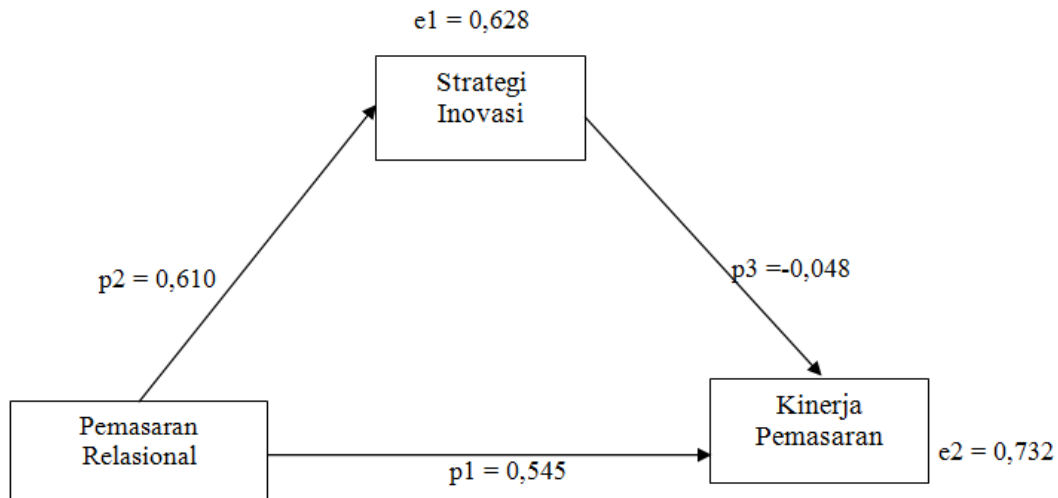 e1 = 0,628
Strategi
Inovasi
p2 = 0,610
p3 =-0,048
Pemasaran
Relasional
p1 = 0,545
Kinerja
Pemasaran
e2 = 0,732